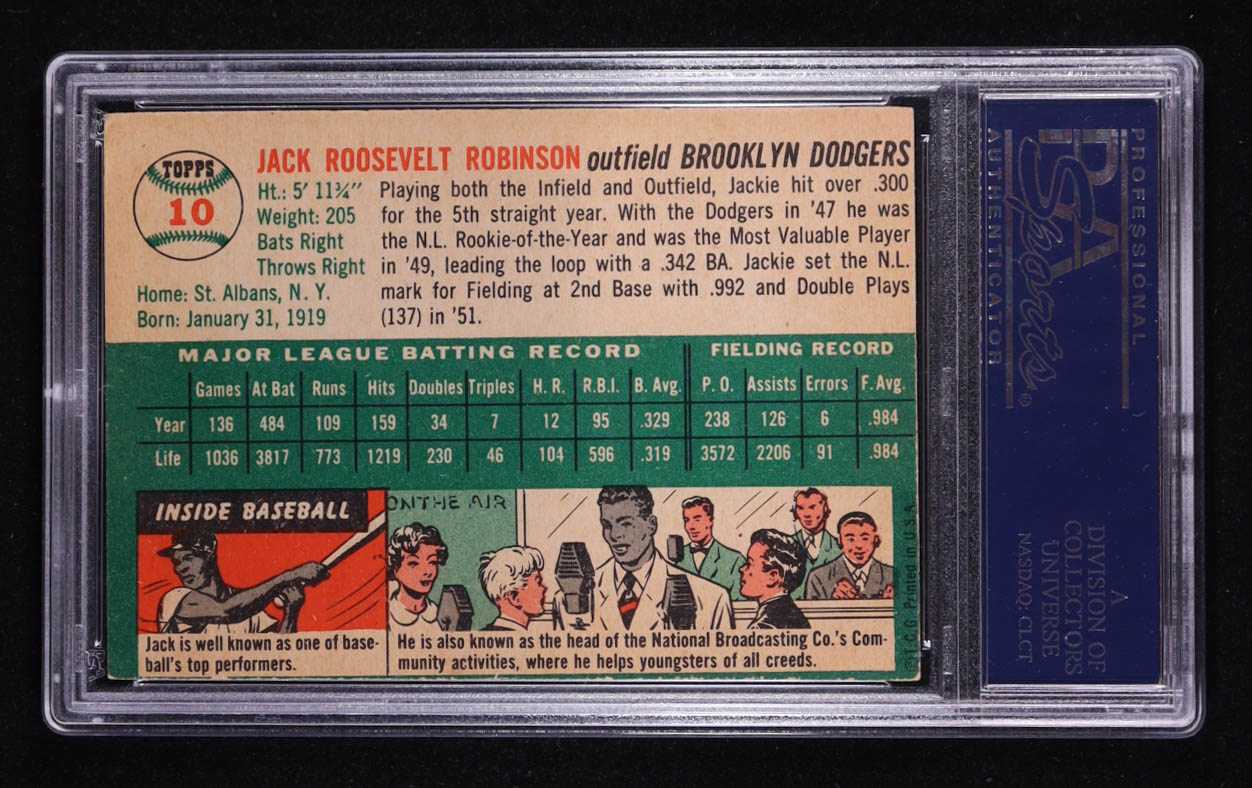 TOPPS
10
JACK ROOSEVELT ROBINSON outfield BROOKLYN DODGERS
Ht.: 5' 11¾"
Weight: 205
Bats Right
Throws Right
Home: St. Albans, N. Y.
Born: January 31, 1919
Playing both the Infield and Outfield, Jackie hit over .300
for the 5th straight year. With the Dodgers in '47 he was
the N.L. Rookie-of-the-Year and was the Most Valuable Player
in '49, leading the loop with a .342 BA. Jackie set the N.L.
mark for Fielding at 2nd Base with .992 and Double Plays
(137) in '51.
MAJOR LEAGUE BATTING RECORD FIELDING RECORD
Games At Bat Runs Hits Doubles Triples H. R. R.B.I. B. Avg. P. O. Assists Errors F. Avg.
Year 136 484 109 159 34 7 12 95 .329 238 126 6 .984
Life 1036 3817 773 1219 230 46 104 596 .319 3572 2206 91 .984
INSIDE BASEBALL
ON THE AIR
Jack is well known as one of base-
ball's top performers.
He is also known as the head of the National Broadcasting Co.'s Com-
munity activities, where he helps youngsters of all creeds.
©T.C.G. Printed in U.S.A.
PROFESSIONAL
PSA
Sports®
AUTHENTICATOR
A
DIVISION OF
COLLECTORS
UNIVERSE
NASDAQ: CLCT